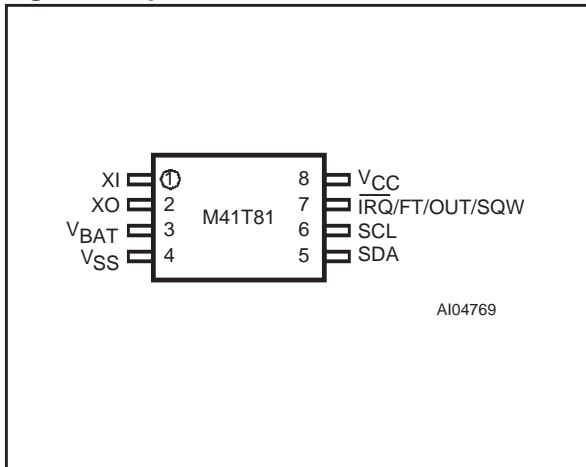 XI 1 8 VCC
XO 2 7 IRQ/FT/OUT/SQW
M41T81
VBAT 3 6 SCL
VSS 4 5 SDA
AI04769